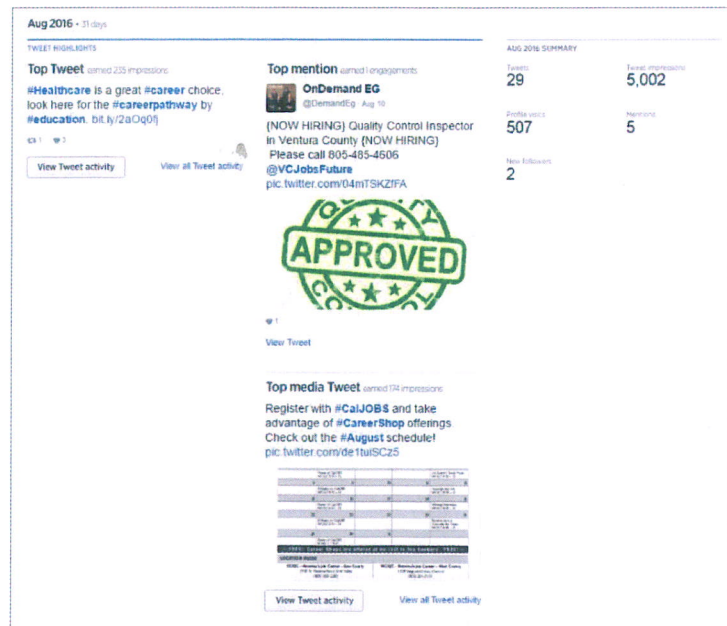 Aug 2016 • 31 days
TWEET HIGHLIGHTS
Top Tweet earned 235 impressions
#Healthcare is a great #career choice,
look here for the #careerpathway by
#education. bit.ly/2aOq0fj
1 3
View Tweet activity View all Tweet activity
Top mention earned 1 engagements
OnDemand EG
@DemandEg · Aug 10
{NOW HIRING} Quality Control Inspector
in Ventura County {NOW HIRING}
Please call 805-485-4606
@VCJobsFuture
pic.twitter.com/04mTSKZfFA
QUALITY
APPROVED
CONTROL
1
View Tweet
Top media Tweet earned 174 impressions
Register with #CalJOBS and take
advantage of #CareerShop offerings
Check out the #August schedule!
pic.twitter.com/de1tuiSCz5
View Tweet activity View all Tweet activity
AUG 2016 SUMMARY
Tweets Tweet impressions
29 5,002
Profile visits Mentions
507 5
New followers
2